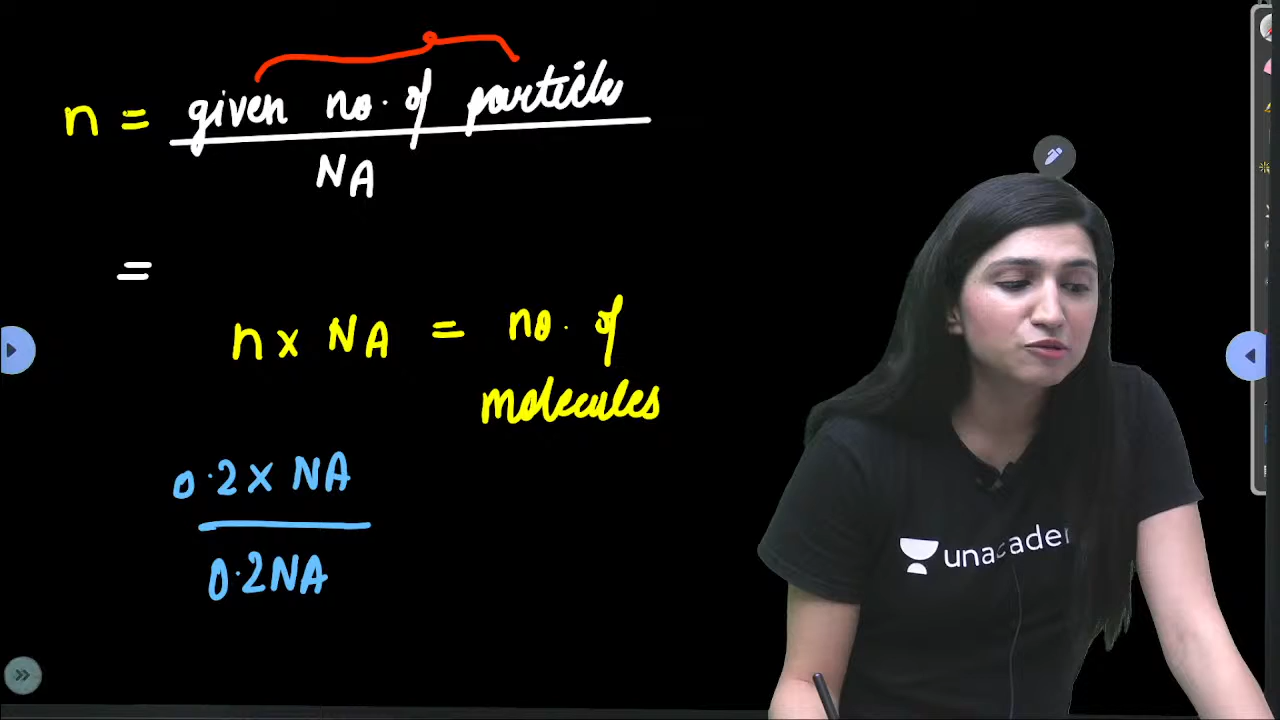 n = given no. of particle
NA
=
n x NA = no. of
molecules
0.2 x NA
0.2NA
unacader